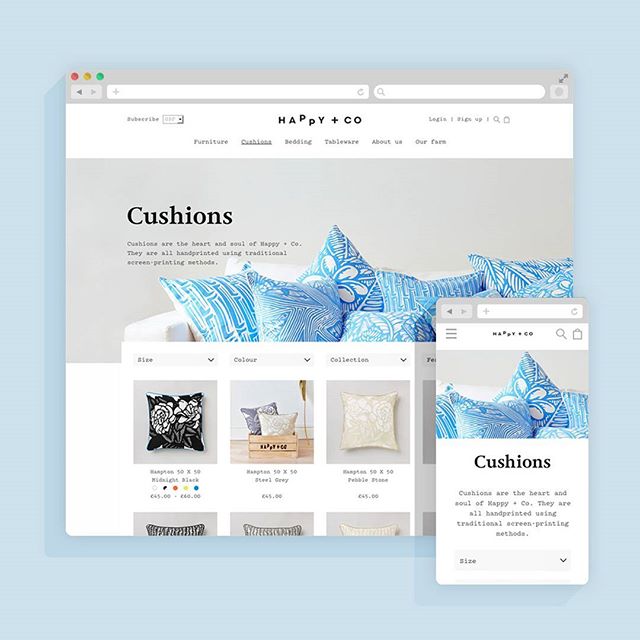 Subscribe GBP
HAPPY + CO
Login | Sign up |
Furniture Cushions Bedding Tableware About us Our farm
Cushions
Cushions are the heart and soul of Happy + Co.
They are all handprinted using traditional
screen-printing methods.
Size Colour Collection
HAPPY+CO
Hampton 50 X 50
Midnight Black
£45.00 - £60.00
Hampton 50 X 50
Steel Grey
£45.00
Hampton 50 X 50
Pebble Stone
£45.00
HAPPY + CO
Cushions
Cushions are the heart and
soul of Happy + Co. They are
all handprinted using
traditional screen-printing
methods.
Size